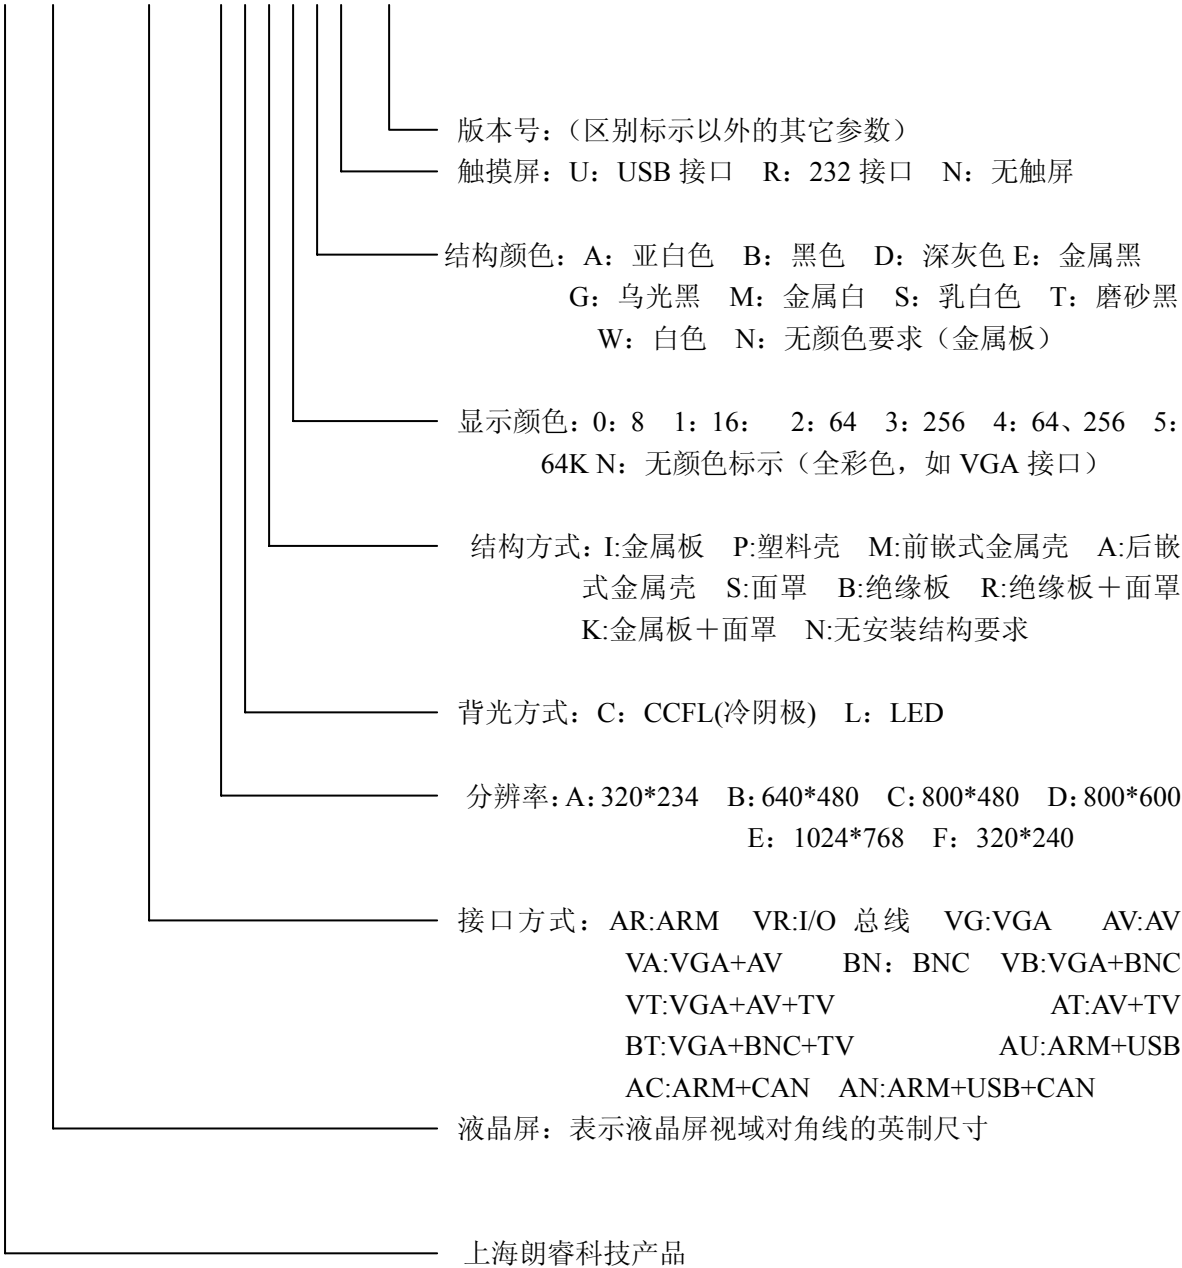 版本号：（区别标示以外的其它参数）
触摸屏：U：USB 接口 R：232 接口 N：无触屏
结构颜色：A：亚白色 B：黑色 D：深灰色 E：金属黑
G：乌光黑 M：金属白 S：乳白色 T：磨砂黑
W：白色 N：无颜色要求（金属板）
显示颜色：0：8 1：16： 2：64 3：256 4：64、256 5：
64K N：无颜色标示（全彩色，如 VGA 接口）
结构方式：I:金属板 P:塑料壳 M:前嵌式金属壳 A:后嵌
式金属壳 S:面罩 B:绝缘板 R:绝缘板＋面罩
K:金属板＋面罩 N:无安装结构要求
背光方式：C：CCFL(冷阴极) L：LED
分辨率：A：320*234 B：640*480 C：800*480 D：800*600
E：1024*768 F：320*240
接口方式：AR:ARM VR:I/O 总线 VG:VGA AV:AV
VA:VGA+AV BN：BNC VB:VGA+BNC
VT:VGA+AV+TV AT:AV+TV
BT:VGA+BNC+TV AU:ARM+USB
AC:ARM+CAN AN:ARM+USB+CAN
液晶屏：表示液晶屏视域对角线的英制尺寸
上海朗睿科技产品